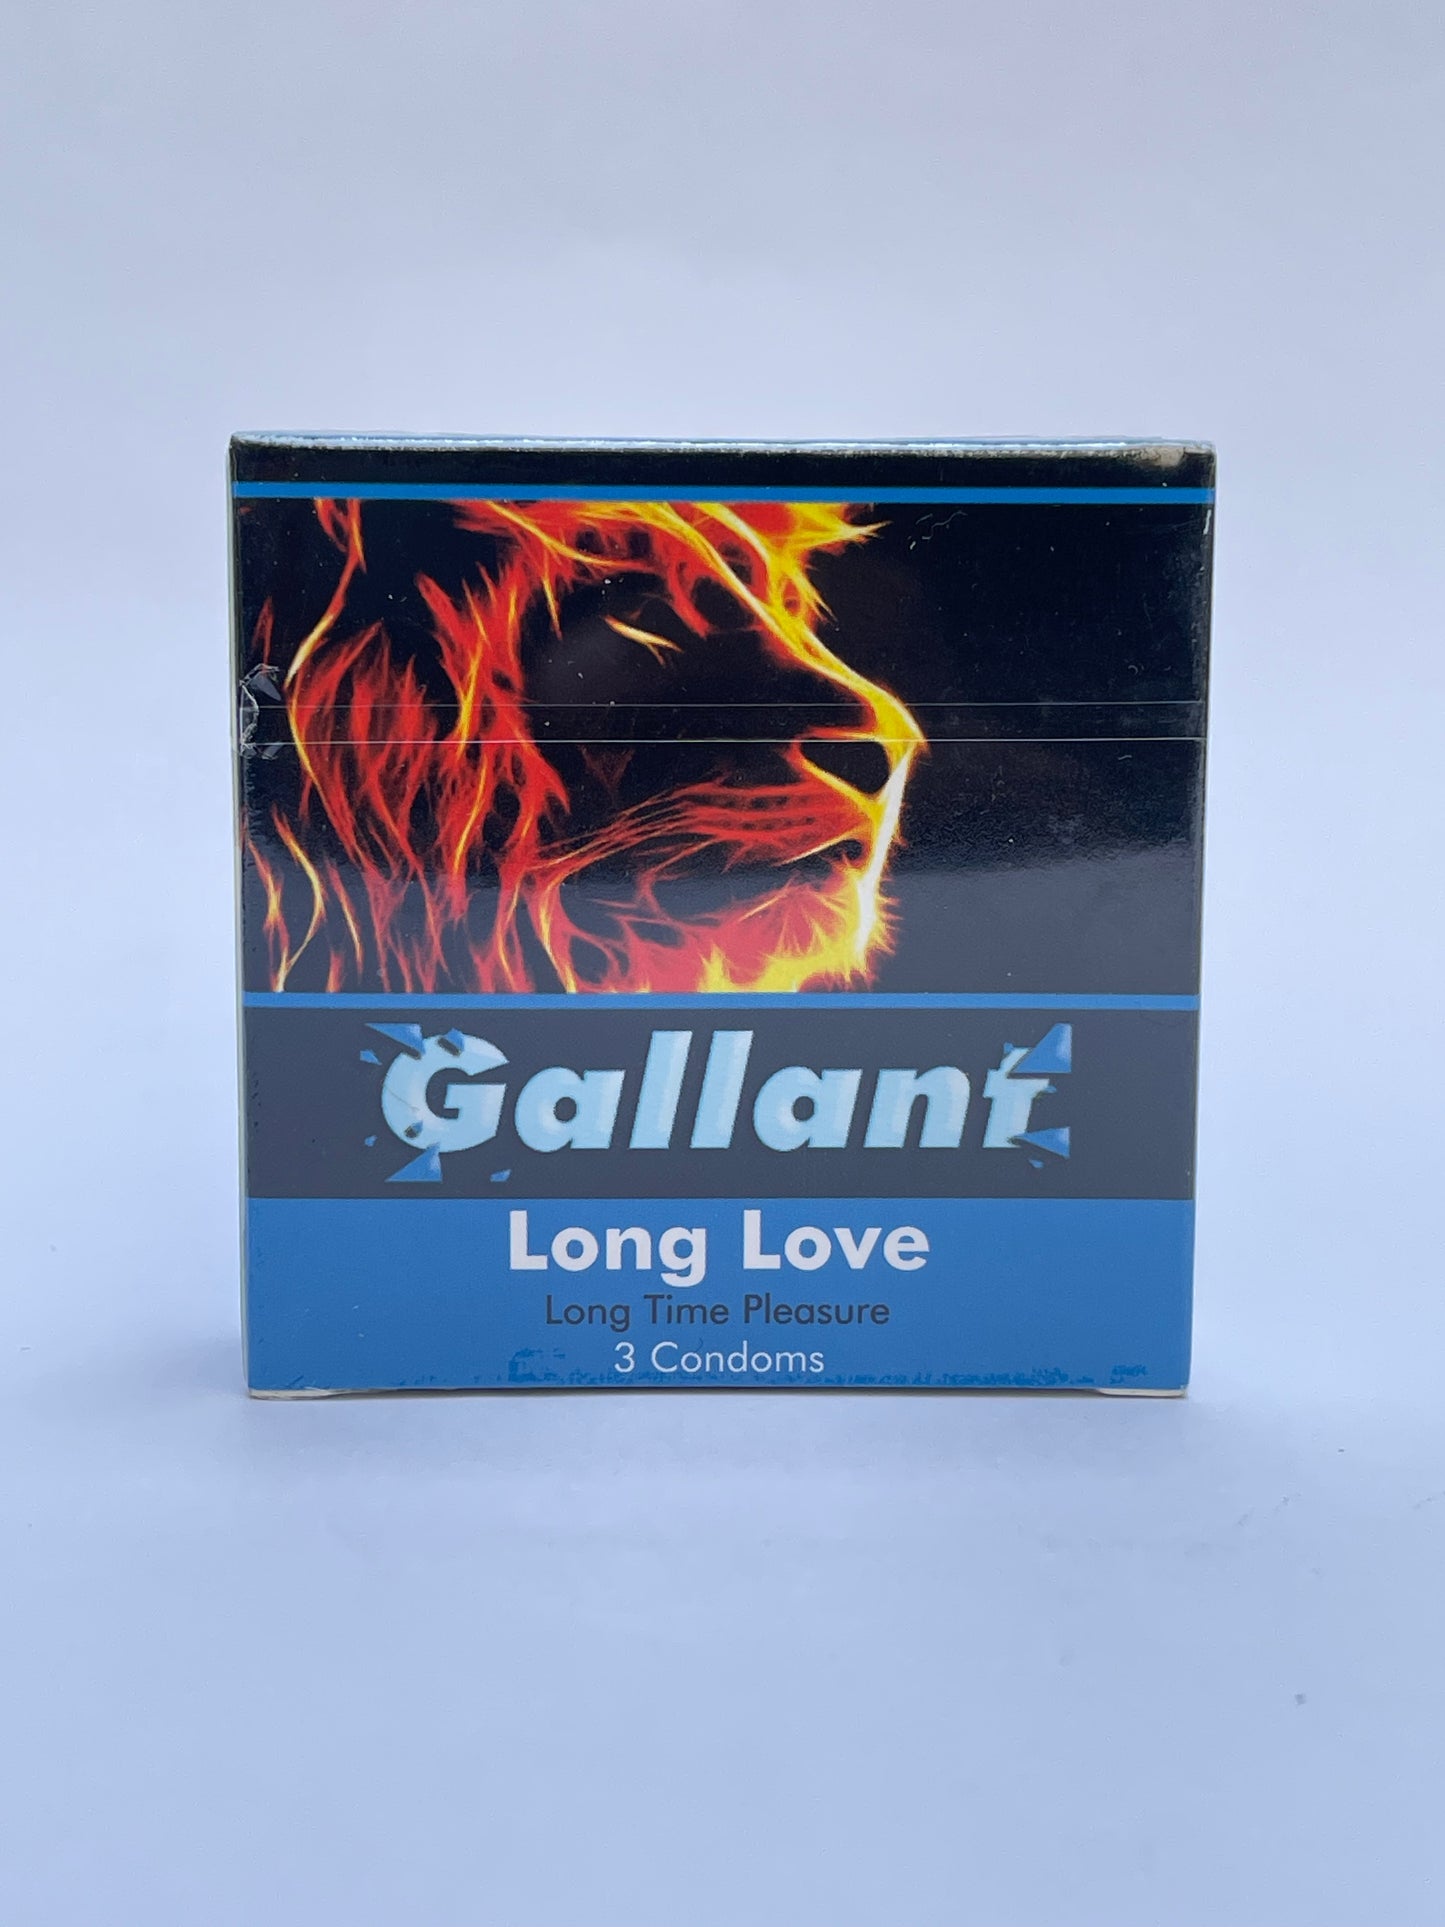 Gallant
Long Love
Long Time Pleasure
3 Condoms